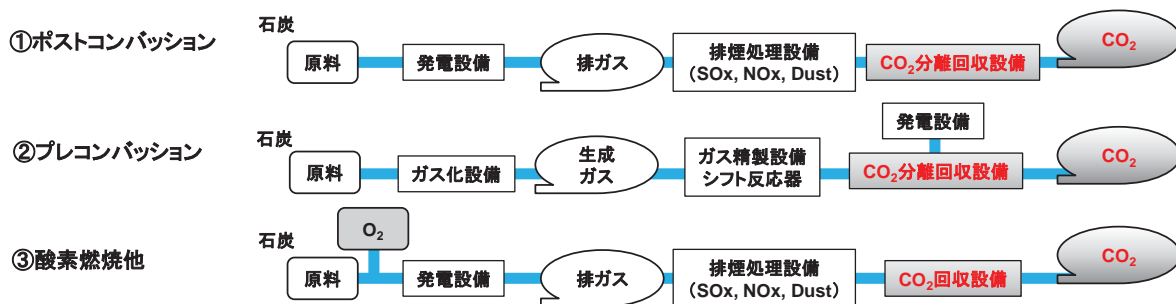 石炭
①ポストコンバッション
原料
発電設備
排ガス
排煙処理設備
(SOx, NOx, Dust)
CO₂分離回収設備
CO₂
石炭
②プレコンバッション
原料
ガス化設備
生成
ガス
ガス精製設備
シフト反応器
発電設備
CO₂分離回収設備
CO₂
石炭
③酸素燃焼他
O₂
原料
発電設備
排ガス
排煙処理設備
(SOx, NOx, Dust)
CO₂回収設備
CO₂